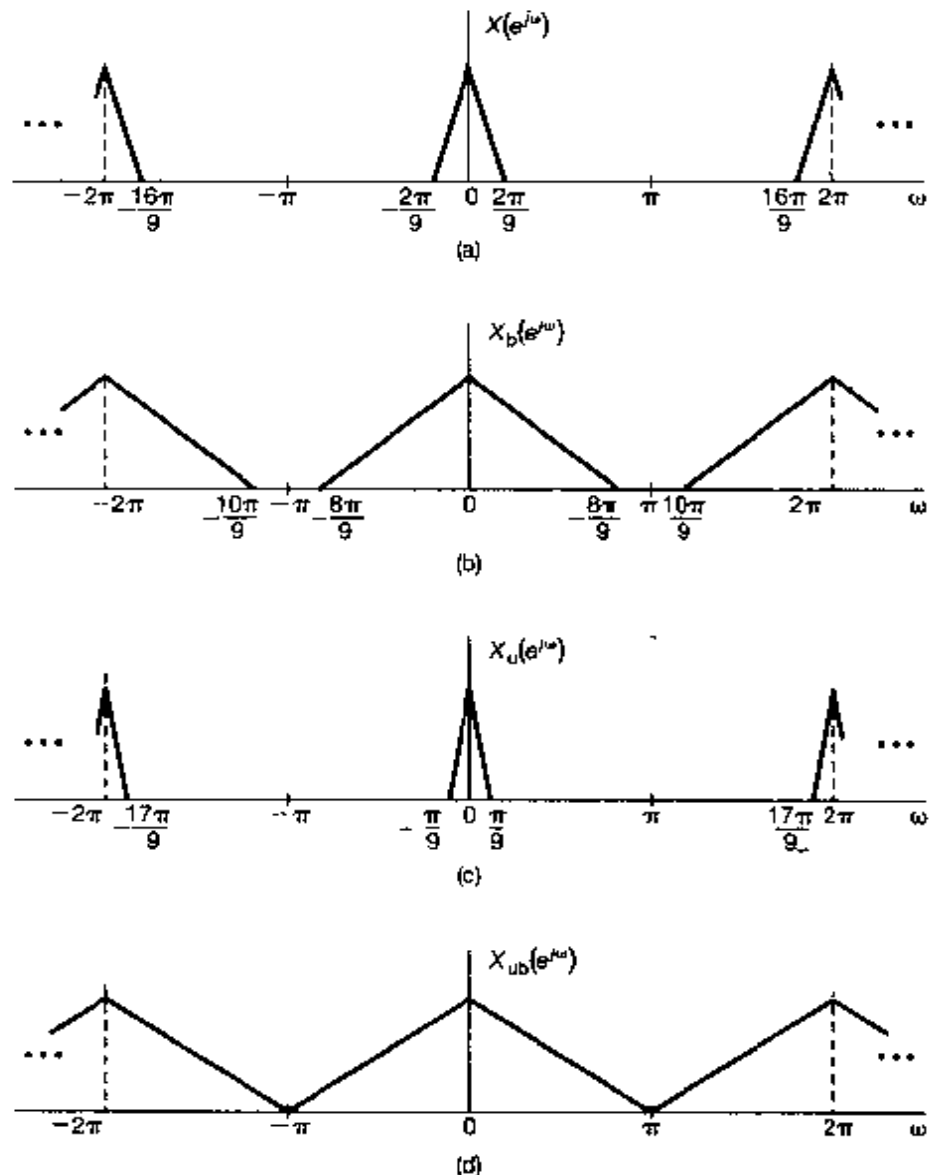 X(e^{jω})
−2π −16π/9 −π −2π/9 0 2π/9 π 16π/9 2π ω
(a)
X_b(e^{jω})
−2π −10π/9 −π −8π/9 0 −8π/9 π 10π/9 2π ω
(b)
X_u(e^{jω})
−2π −17π/9 −π −π/9 0 π/9 π 17π/9 2π ω
(c)
X_{ub}(e^{jω})
−2π −π 0 π 2π ω
(d)